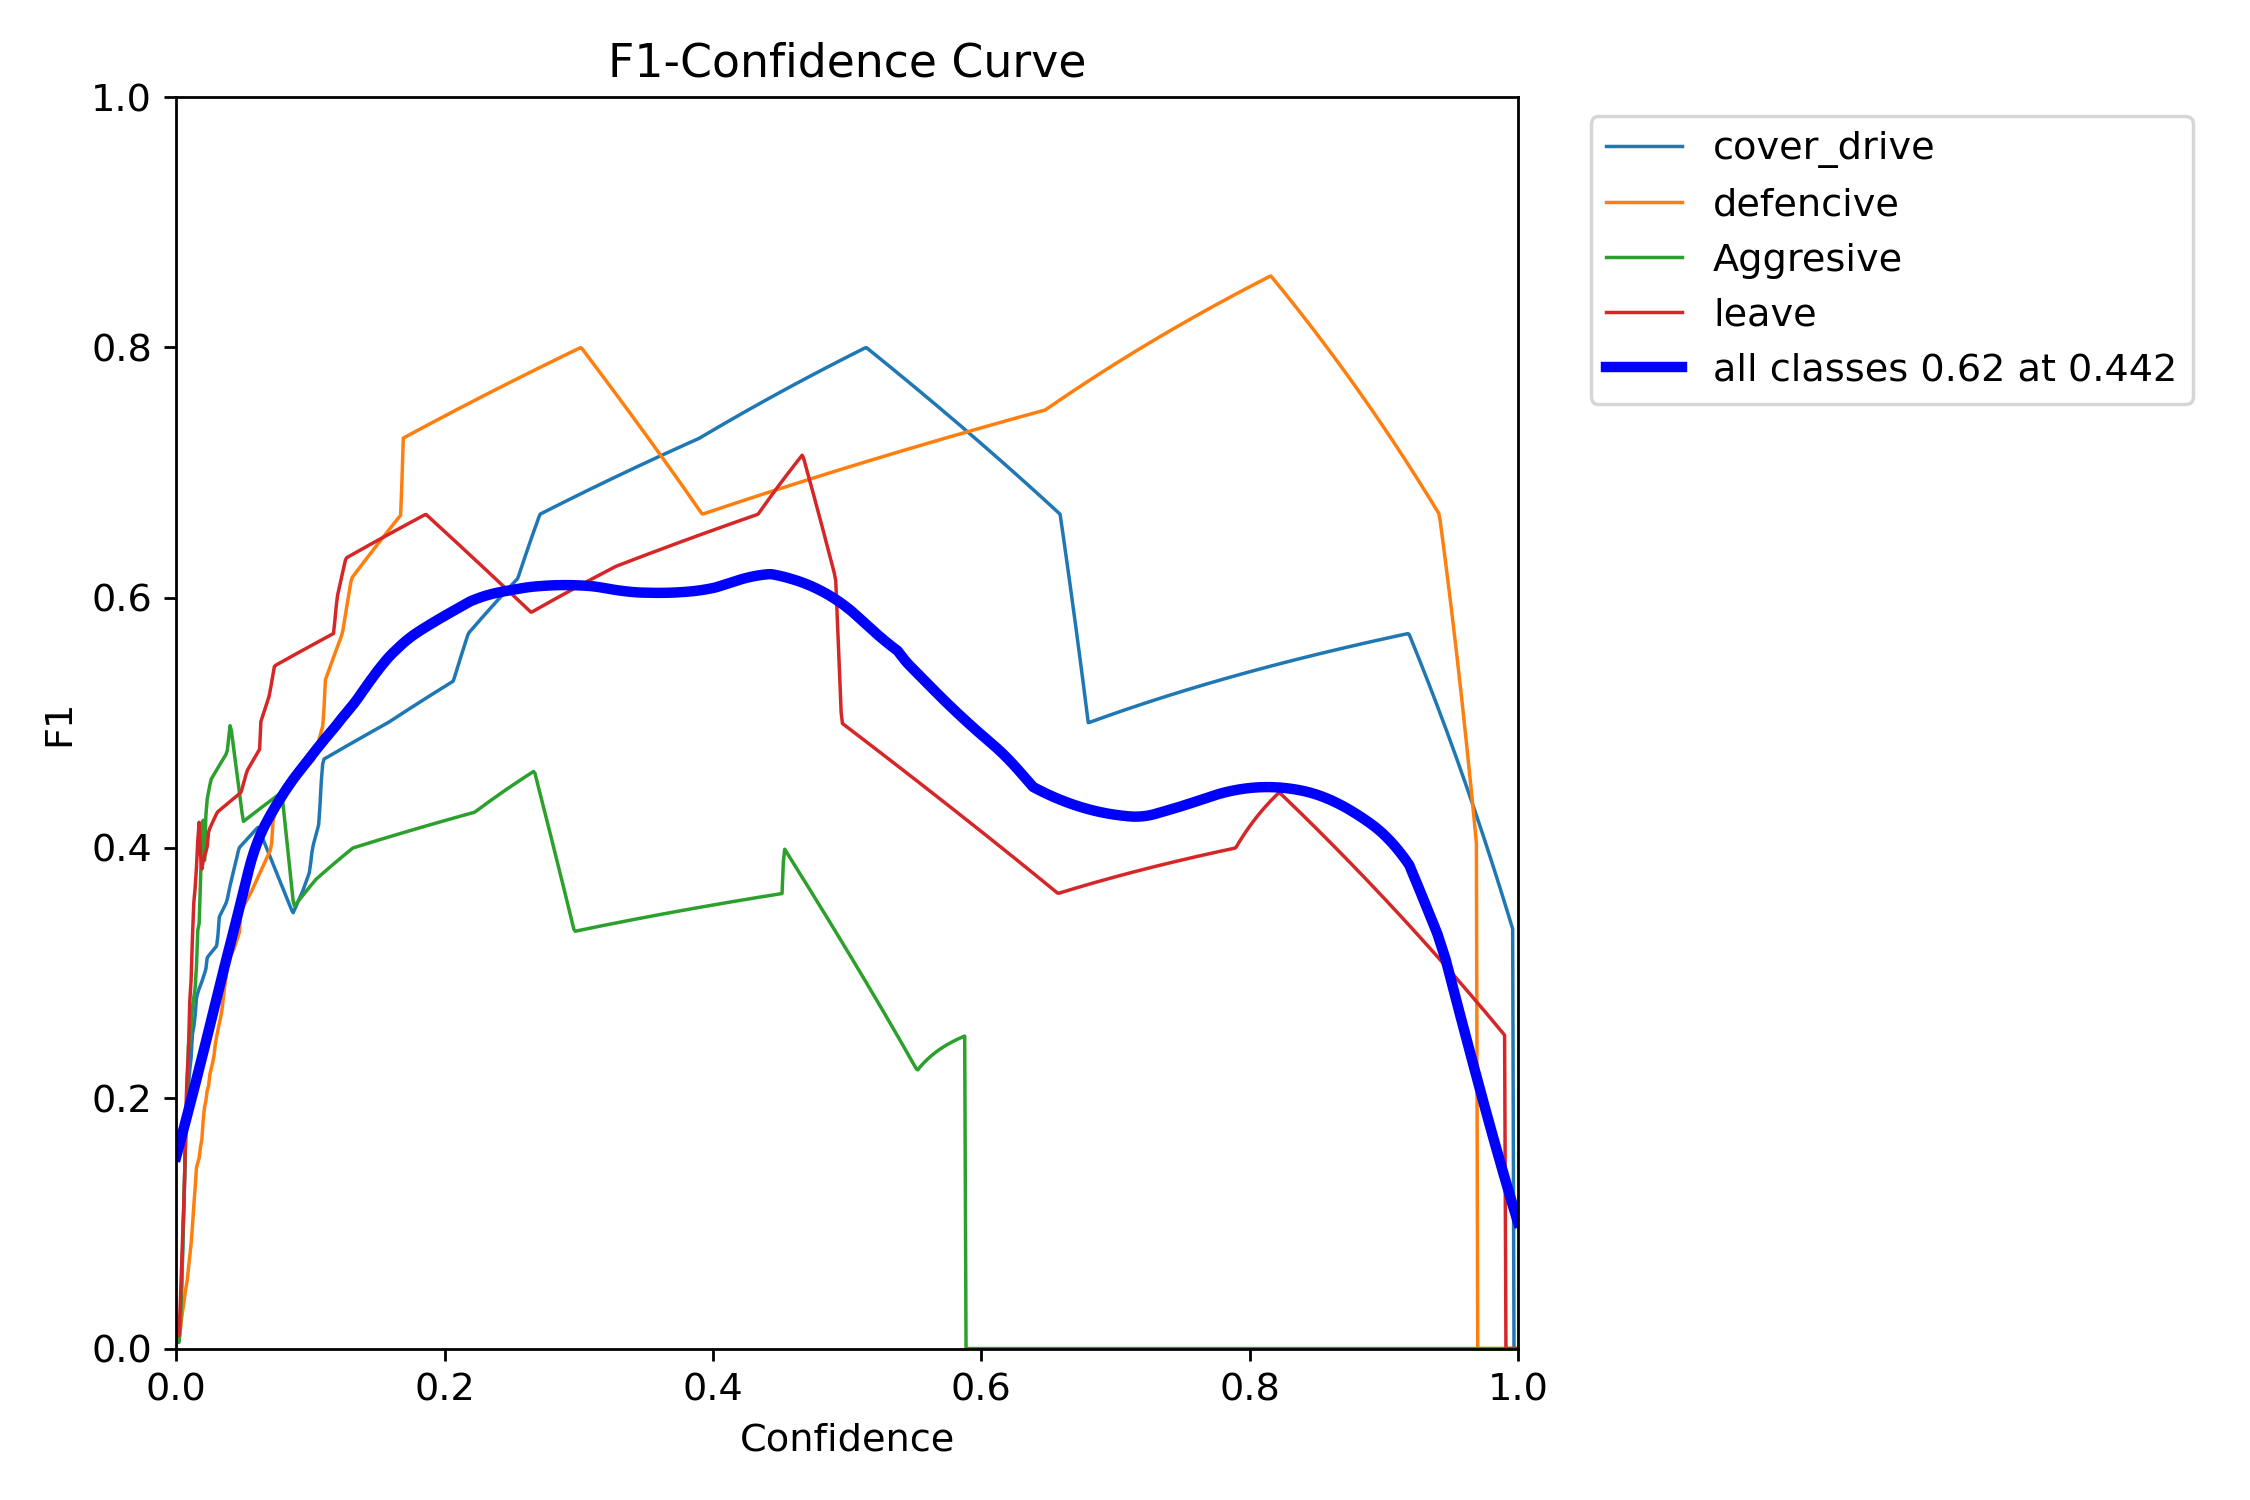 F1-Confidence Curve
1.0
0.8
0.6
0.4
0.2
0.0
F1
0.0 0.2 0.4 0.6 0.8 1.0
Confidence
cover_drive
defencive
Aggresive
leave
all classes 0.62 at 0.442